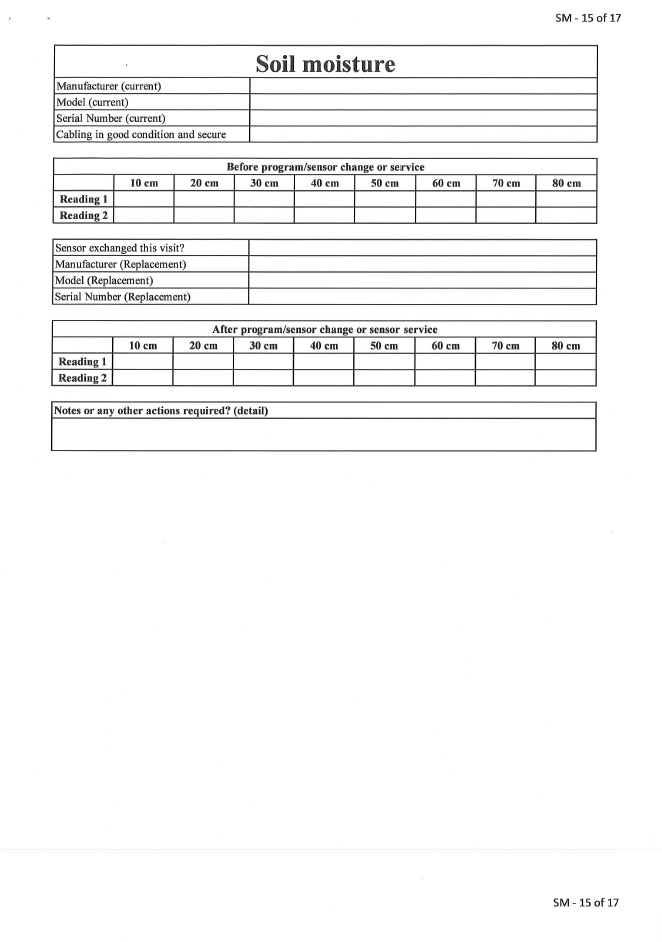 SM - 15 of 17
Soil moisture
Manufacturer (current)
Model (current)
Serial Number (current)
Cabling in good condition and secure
Before program/sensor change or service
10 cm 20 cm 30 cm 40 cm 50 cm 60 cm 70 cm 80 cm
Reading 1
Reading 2
Sensor exchanged this visit?
Manufacturer (Replacement)
Model (Replacement)
Serial Number (Replacement)
After program/sensor change or sensor service
10 cm 20 cm 30 cm 40 cm 50 cm 60 cm 70 cm 80 cm
Reading 1
Reading 2
Notes or any other actions required? (detail)
SM - 15 of 17